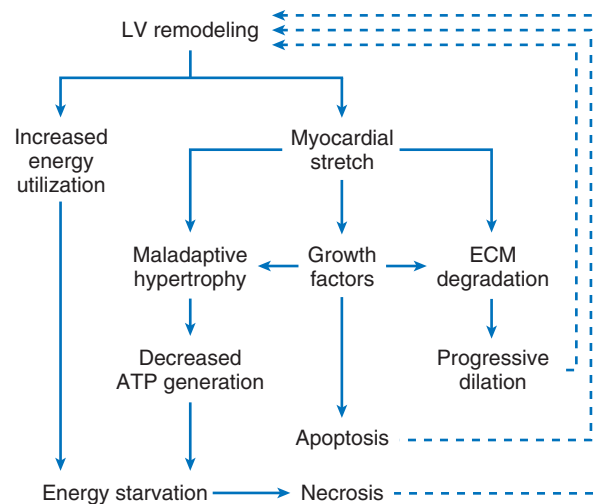 LV remodeling
Increased
energy
utilization
Myocardial
stretch
Maladaptive
hypertrophy
Growth
factors
ECM
degradation
Decreased
ATP generation
Progressive
dilation
Apoptosis
Energy starvation
Necrosis